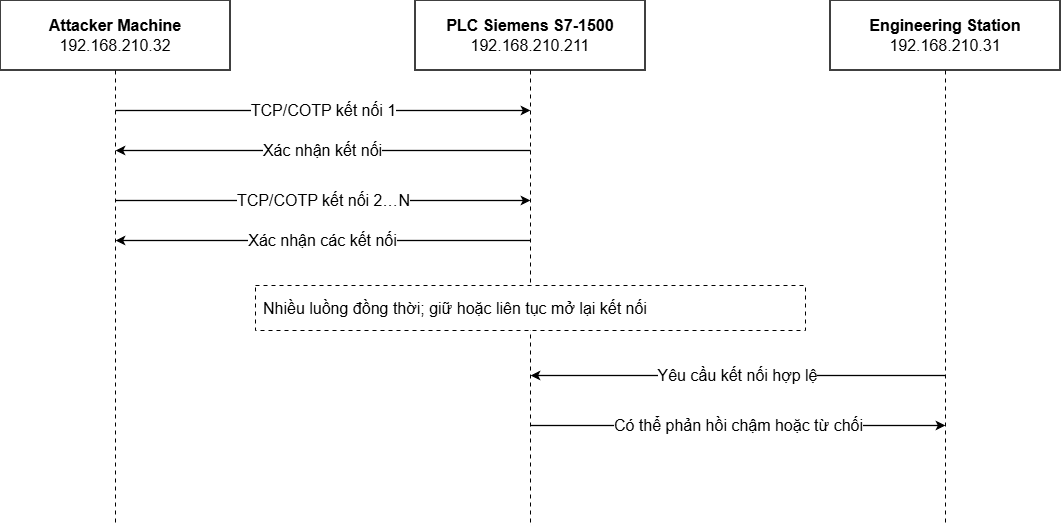 Attacker Machine
192.168.210.32
PLC Siemens S7-1500
192.168.210.211
Engineering Station
192.168.210.31
TCP/COTP kết nối 1
Xác nhận kết nối
TCP/COTP kết nối 2...N
Xác nhận các kết nối
Nhiều luồng đồng thời; giữ hoặc liên tục mở lại kết nối
Yêu cầu kết nối hợp lệ
Có thể phản hồi chậm hoặc từ chối